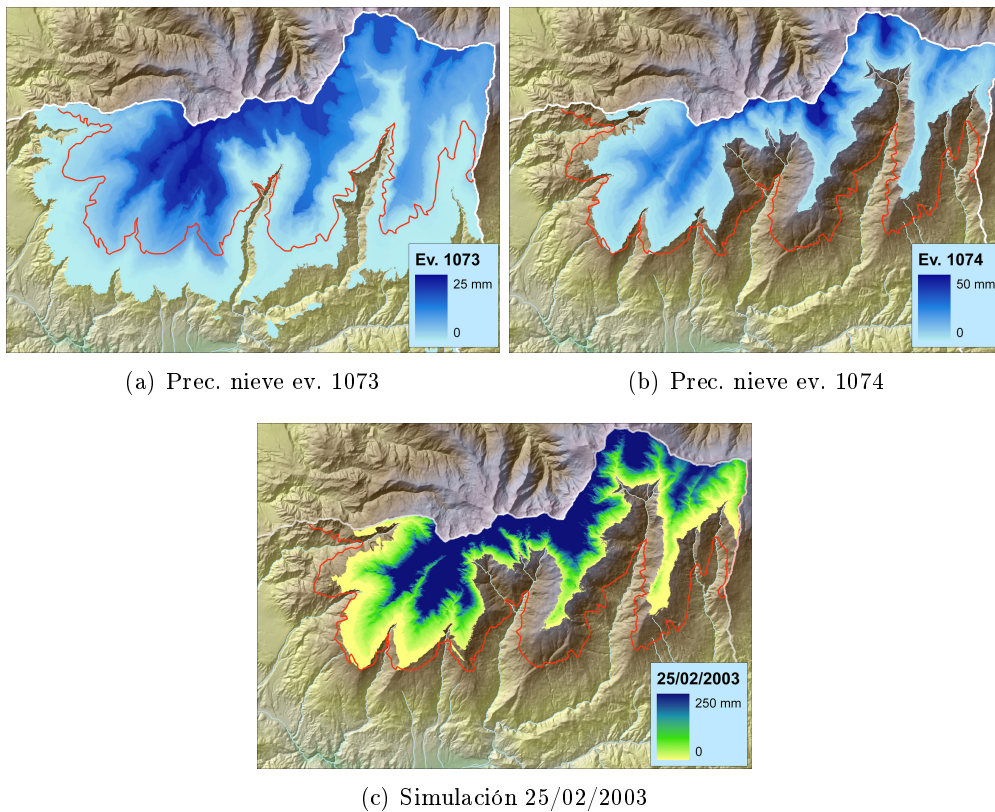 Ev. 1073
25 mm
0
Ev. 1074
50 mm
0
(a) Prec. nieve ev. 1073
(b) Prec. nieve ev. 1074
25/02/2003
250 mm
0
(c) Simulación 25/02/2003